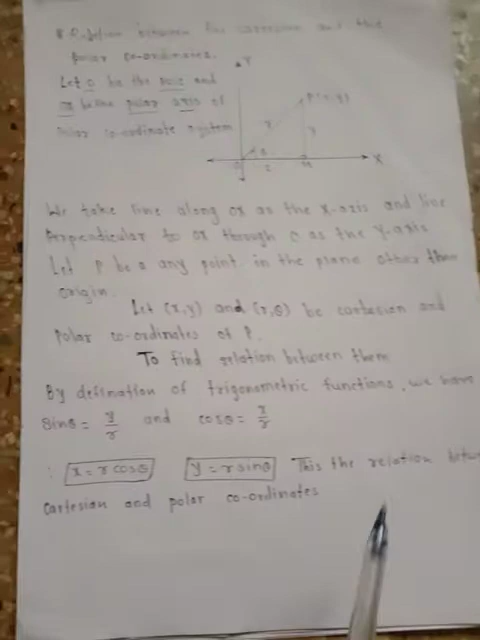 * Relation between the cartesian and the
polar co-ordinates.
Let O be the pole and
ox be the polar axis of
polar co-ordinate system
Y
P(x,y)
r
y
θ
O
x
M
X
We take line along ox as the x-axis and line
Perpendicular to ox through O as the y-axis
Let P be a any point in the plane other than
origin.
Let (x,y) and (r,θ) be cartesian and
Polar co-ordinates of P.
To find relation between them
By defination of trigonometric functions, we have
sinθ = y/r and cosθ = x/r
∴ x = r cosθ y = r sinθ This the relation betw
Cartesian and polar co-ordinates